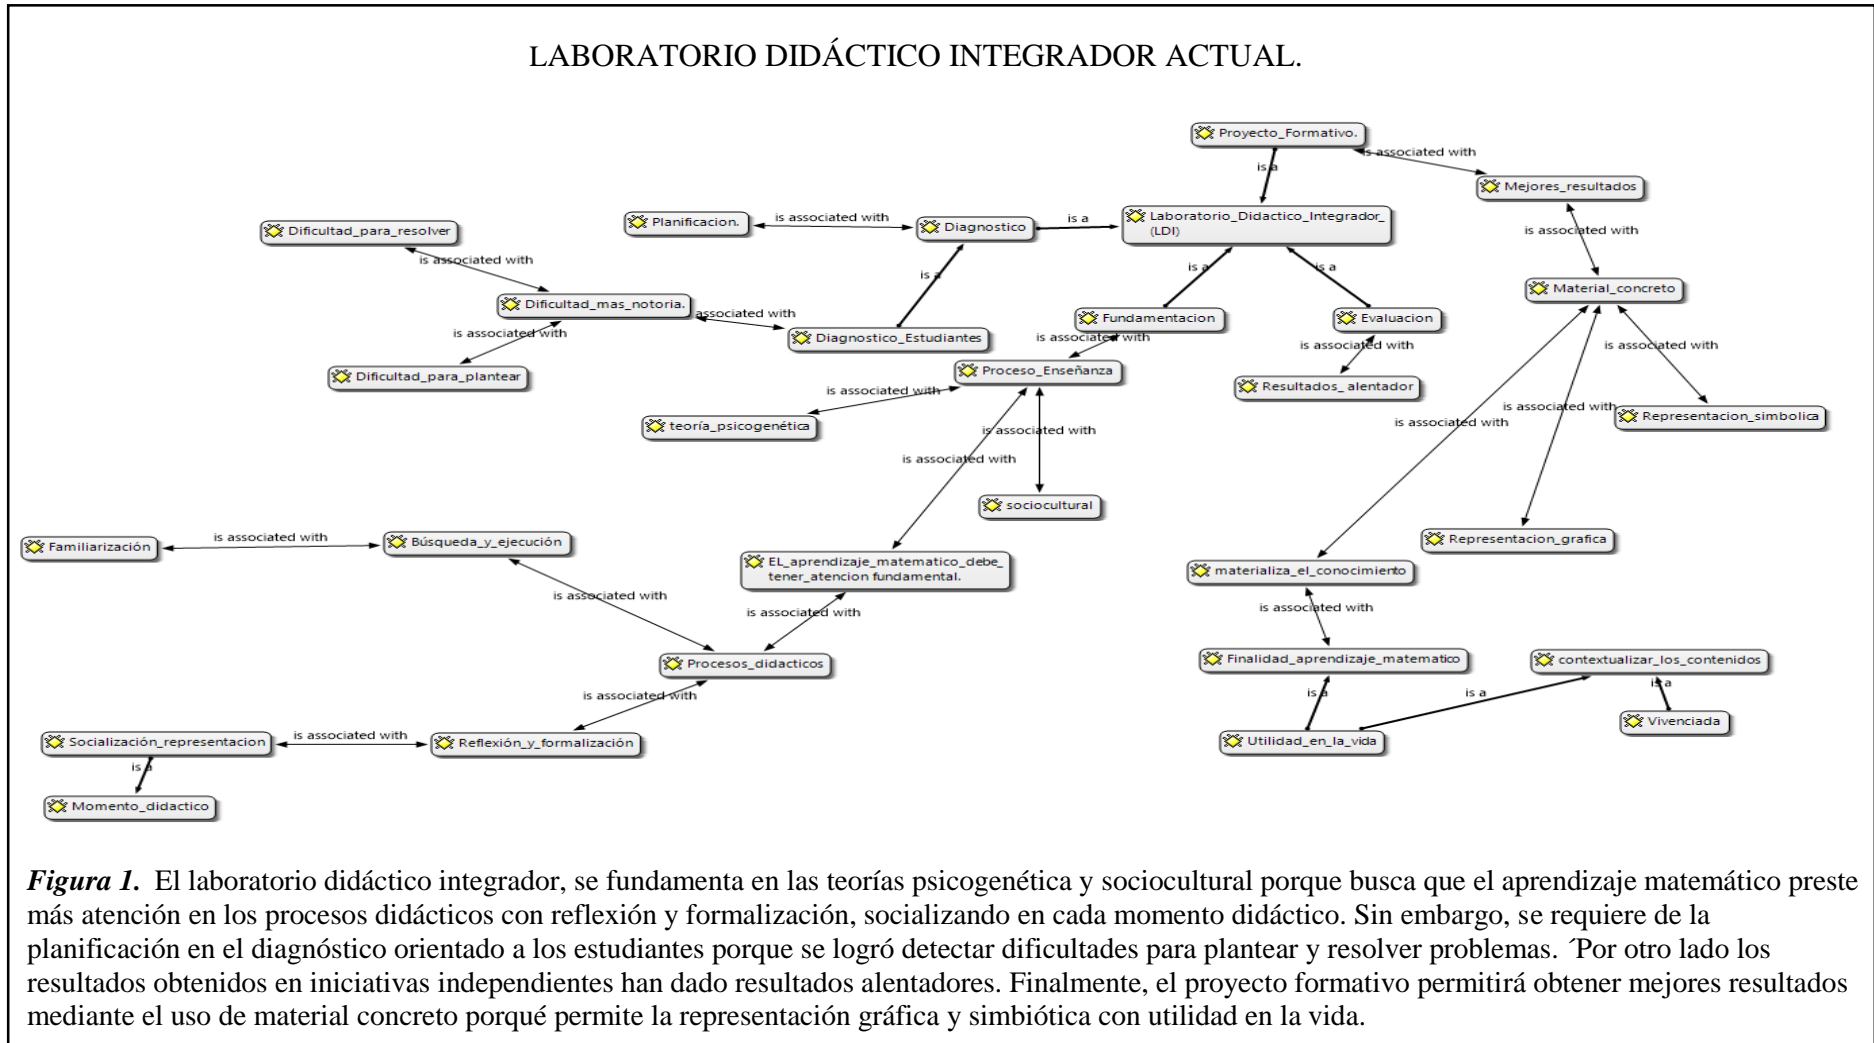 LABORATORIO DIDÁCTICO INTEGRADOR ACTUAL.
Proyecto_Formativo.
is associated with
is a
Mejores_resultados
Planificacion.
is associated with
Diagnostico
is a
Laboratorio_Didactico_Integrador_
(LDI)
Dificultad_para_resolver
is associated with
is associated with
is a
is a
is a
Material_concreto
Dificultad_mas_notoria.
associated with
Fundamentacion
Evaluacion
is associated with
Diagnostico_Estudiantes
is associated with
is associated with
is associated with
Proceso_Enseñanza
Dificultad_para_plantear
Resultados_ alentador
is associated with
is associated with
is associated with
Representacion_simbolica
teoría_psicogenética
is associated with
is associated with
is associated with
sociocultural
Familiarización
is associated with
Búsqueda_y_ejecución
Representacion_grafica
EL_aprendizaje_matematico_debe_
tener_atencion fundamental.
materializa_el_conocimiento
is associated with
is associated with
is associated with
Procesos_didacticos
Finalidad_aprendizaje_matematico
contextualizar_los_contenidos
is associated with
is a
is a
is a
Socialización_representacion
is associated with
Reflexión_y_formalización
Utilidad_en_la_vida
Vivenciada
is a
Momento_didactico
Figura 1. El laboratorio didáctico integrador, se fundamenta en las teorías psicogenética y sociocultural porque busca que el aprendizaje matemático preste
más atención en los procesos didácticos con reflexión y formalización, socializando en cada momento didáctico. Sin embargo, se requiere de la
planificación en el diagnóstico orientado a los estudiantes porque se logró detectar dificultades para plantear y resolver problemas. ´Por otro lado los
resultados obtenidos en iniciativas independientes han dado resultados alentadores. Finalmente, el proyecto formativo permitirá obtener mejores resultados
mediante el uso de material concreto porqué permite la representación gráfica y simbiótica con utilidad en la vida.